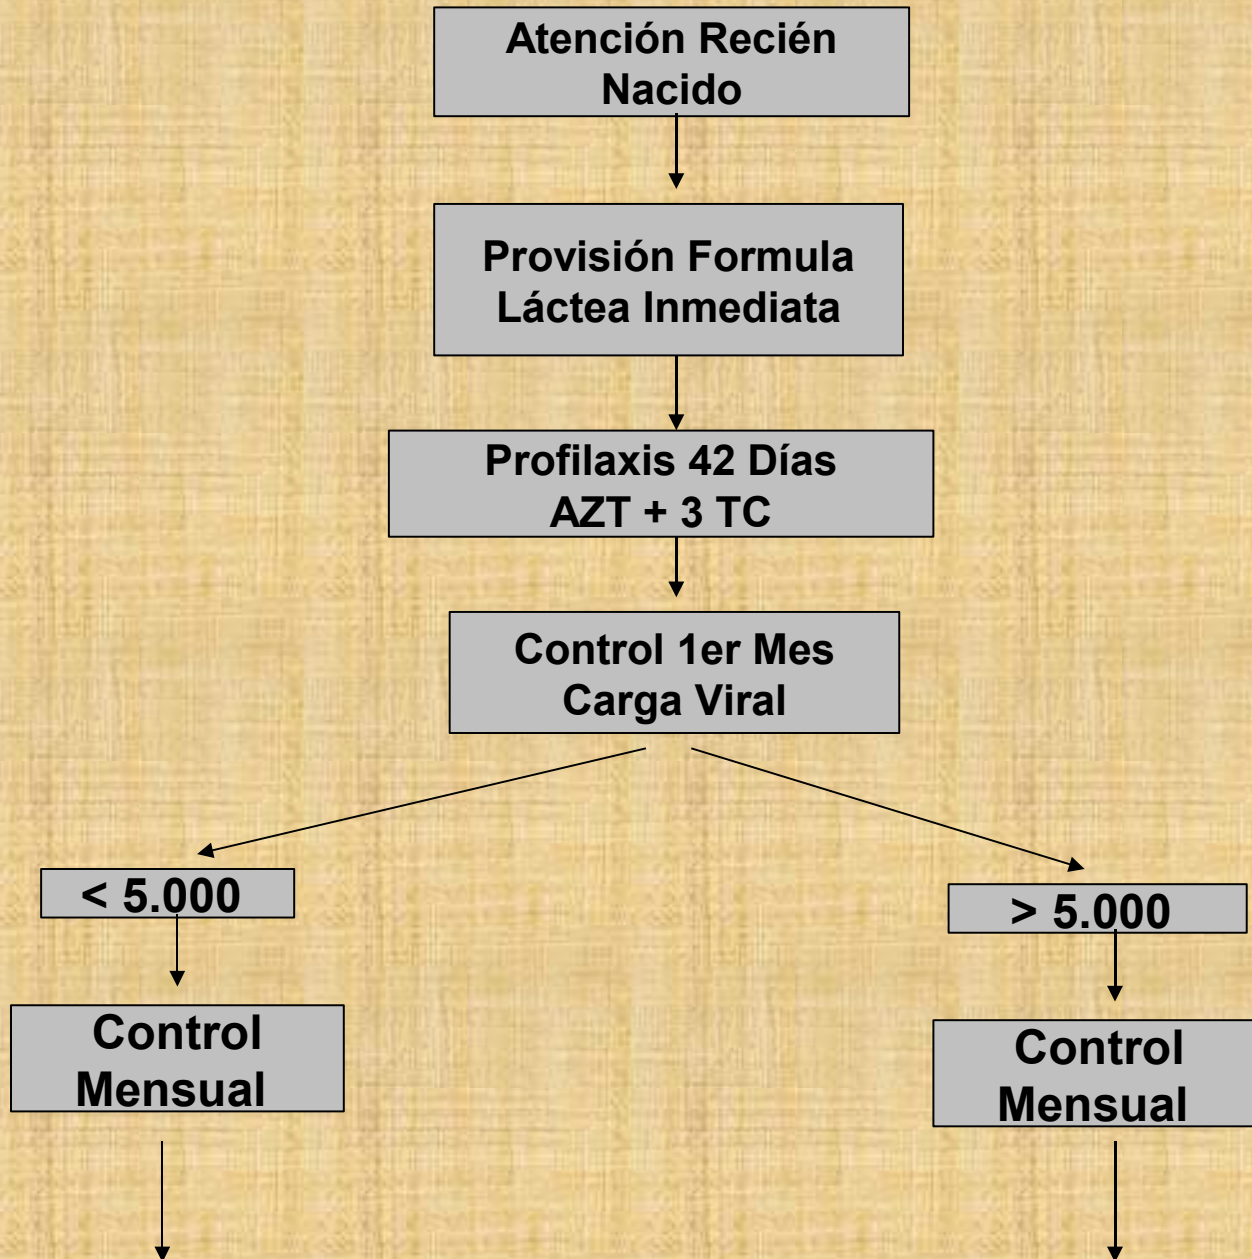 Atención Recién
Nacido
Provisión Formula
Láctea Inmediata
Profilaxis 42 Días
AZT + 3 TC
Control 1er Mes
Carga Viral
< 5.000
> 5.000
Control
Mensual
Control
Mensual